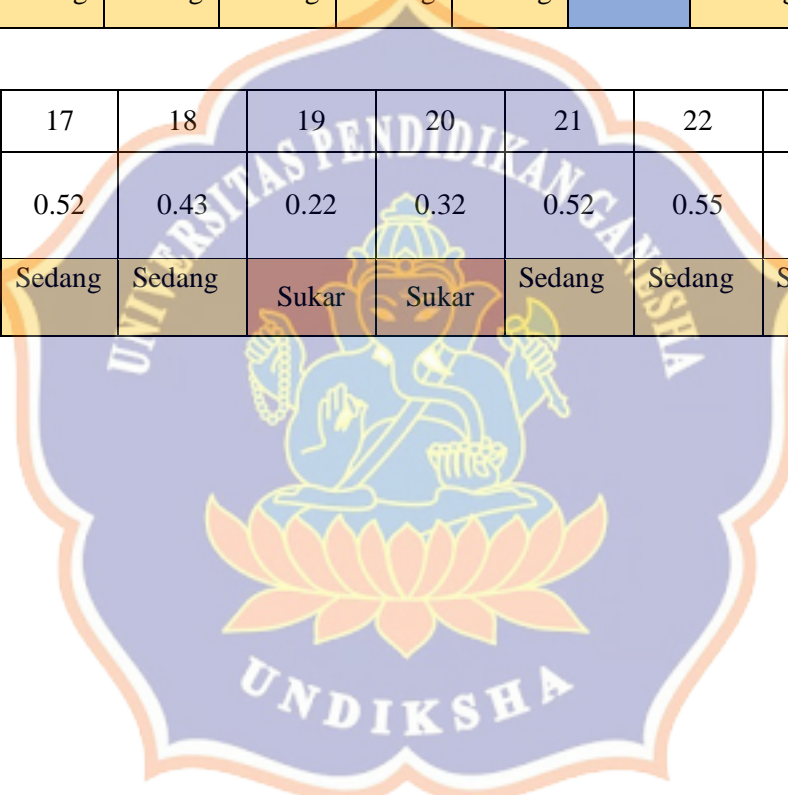 17 18 19 20 21 22
0.52 0.43 0.22 0.32 0.52 0.55
Sedang Sedang Sukar Sukar Sedang Sedang
UNIVERSITAS PENDIDIKAN GANESHA
UNDIKSHA